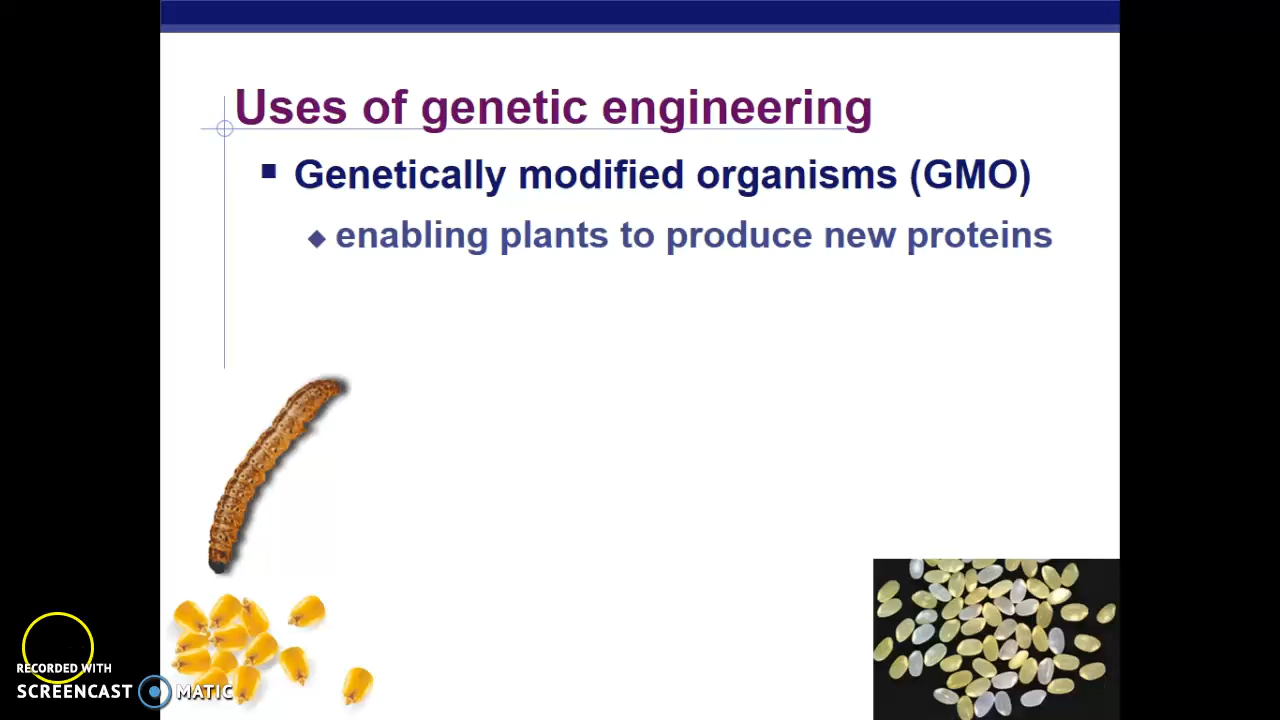 Uses of genetic engineering
Genetically modified organisms (GMO)
enabling plants to produce new proteins
RECORDED WITH
SCREENCAST MATIC